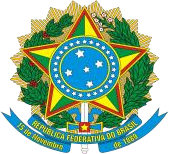 REPÚBLICA FEDERATIVA DO BRASIL
15 de Novembro
de 1889